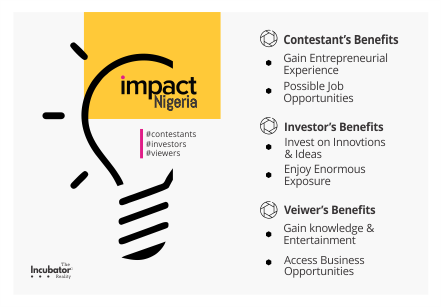 impact
Nigeria
#contestants
#investors
#viewers
The
Incubator
Reality
Contestant's Benefits
Gain Entrepreneurial
Experience
Possible Job
Opportunities
Investor's Benefits
Invest on Innovtions
& Ideas
Enjoy Enormous
Exposure
Veiwer's Benefits
Gain knowledge &
Entertainment
Access Business
Opportunities